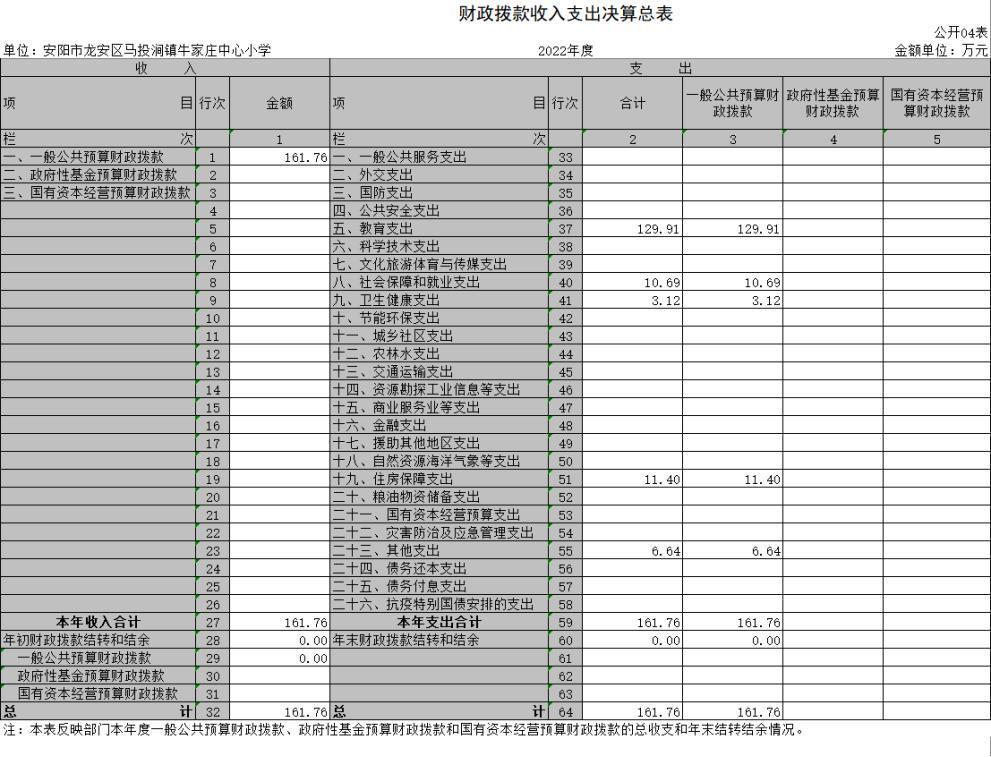 财政拨款收入支出决算总表
公开04表
单位：安阳市龙安区马投涧镇牛家庄中心小学 2022年度 金额单位：万元
收 入 支 出
项 目 行次 金额 项 目 行次 合计 一般公共预算财政拨款 政府性基金预算财政拨款 国有资本经营预算财政拨款
栏 次 1 栏 次 2 3 4 5
一、一般公共预算财政拨款 1 161.76 一、一般公共服务支出 33
二、政府性基金预算财政拨款 2 二、外交支出 34
三、国有资本经营预算财政拨款 3 三、国防支出 35
4 四、公共安全支出 36
5 五、教育支出 37 129.91 129.91
6 六、科学技术支出 38
7 七、文化旅游体育与传媒支出 39
8 八、社会保障和就业支出 40 10.69 10.69
9 九、卫生健康支出 41 3.12 3.12
10 十、节能环保支出 42
11 十一、城乡社区支出 43
12 十二、农林水支出 44
13 十三、交通运输支出 45
14 十四、资源勘探工业信息等支出 46
15 十五、商业服务业等支出 47
16 十六、金融支出 48
17 十七、援助其他地区支出 49
18 十八、自然资源海洋气象等支出 50
19 十九、住房保障支出 51 11.40 11.40
20 二十、粮油物资储备支出 52
21 二十一、国有资本经营预算支出 53
22 二十二、灾害防治及应急管理支出 54
23 二十三、其他支出 55 6.64 6.64
24 二十四、债务还本支出 56
25 二十五、债务付息支出 57
26 二十六、抗疫特别国债安排的支出 58
本年收入合计 27 161.76 本年支出合计 59 161.76 161.76
年初财政拨款结转和结余 28 0.00 年末财政拨款结转和结余 60 0.00 0.00
一般公共预算财政拨款 29 0.00 61
政府性基金预算财政拨款 30 62
国有资本经营预算财政拨款 31 63
总 计 32 161.76 总 计 64 161.76 161.76
注：本表反映部门本年度一般公共预算财政拨款、政府性基金预算财政拨款和国有资本经营预算财政拨款的总收支和年末结转结余情况。